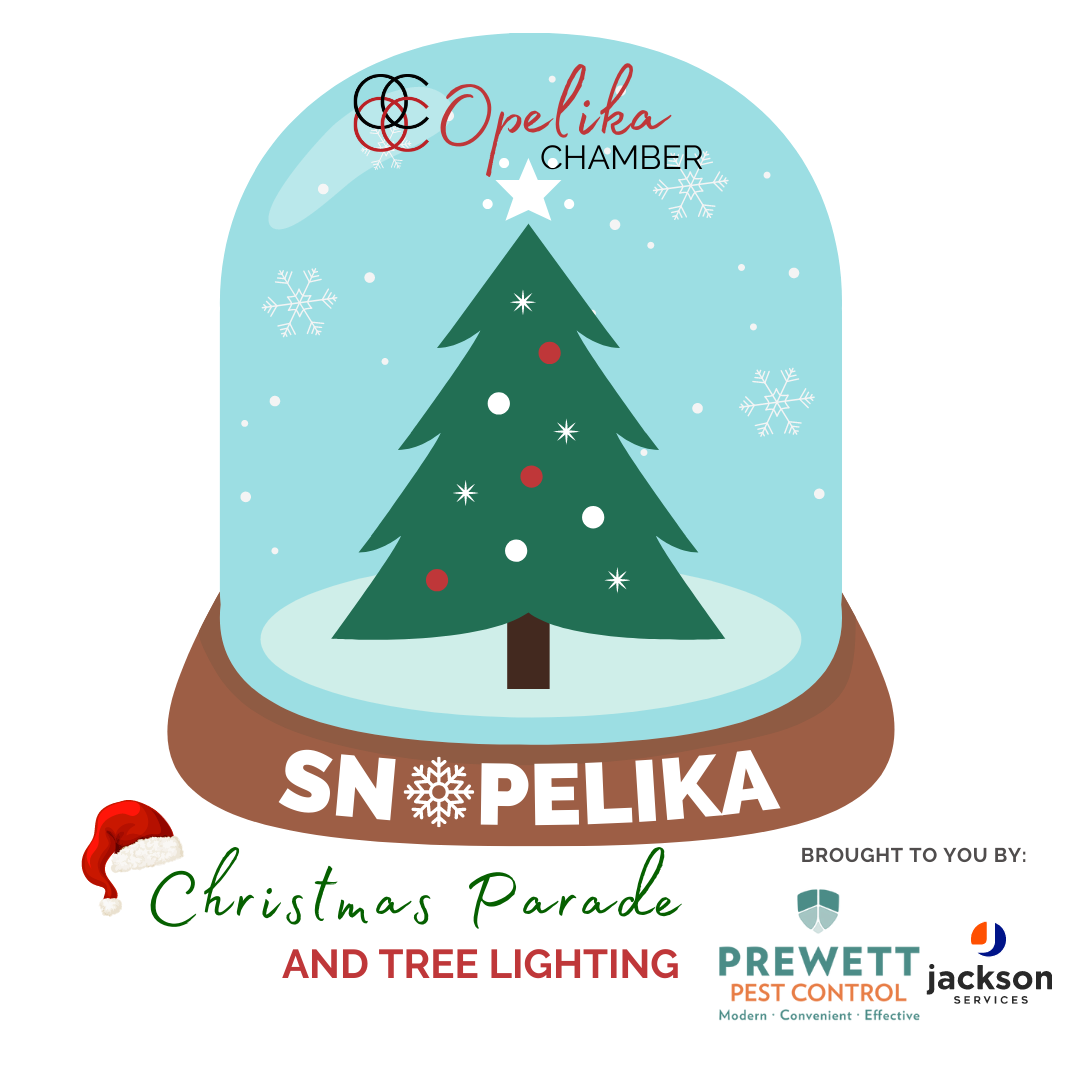 Opelika
CHAMBER
SNOPELIKA
Christmas Parade
AND TREE LIGHTING
BROUGHT TO YOU BY:
PREWETT
PEST CONTROL
Modern · Convenient · Effective
jackson
SERVICES